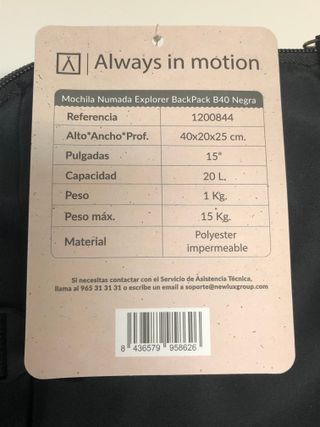 Always in motion
Mochila Numada Explorer BackPack B40 Negra
Referencia 1200844
Alto*Ancho*Prof. 40x20x25 cm.
Pulgadas 15"
Capacidad 20 L.
Peso 1 Kg.
Peso máx. 15 Kg.
Material Polyester
impermeable
Si necesitas contactar con el Servicio de Asistencia Técnica,
llama al 965 31 31 31 o escribe un email a soporte@newluxgroup.com
8 436579 958626